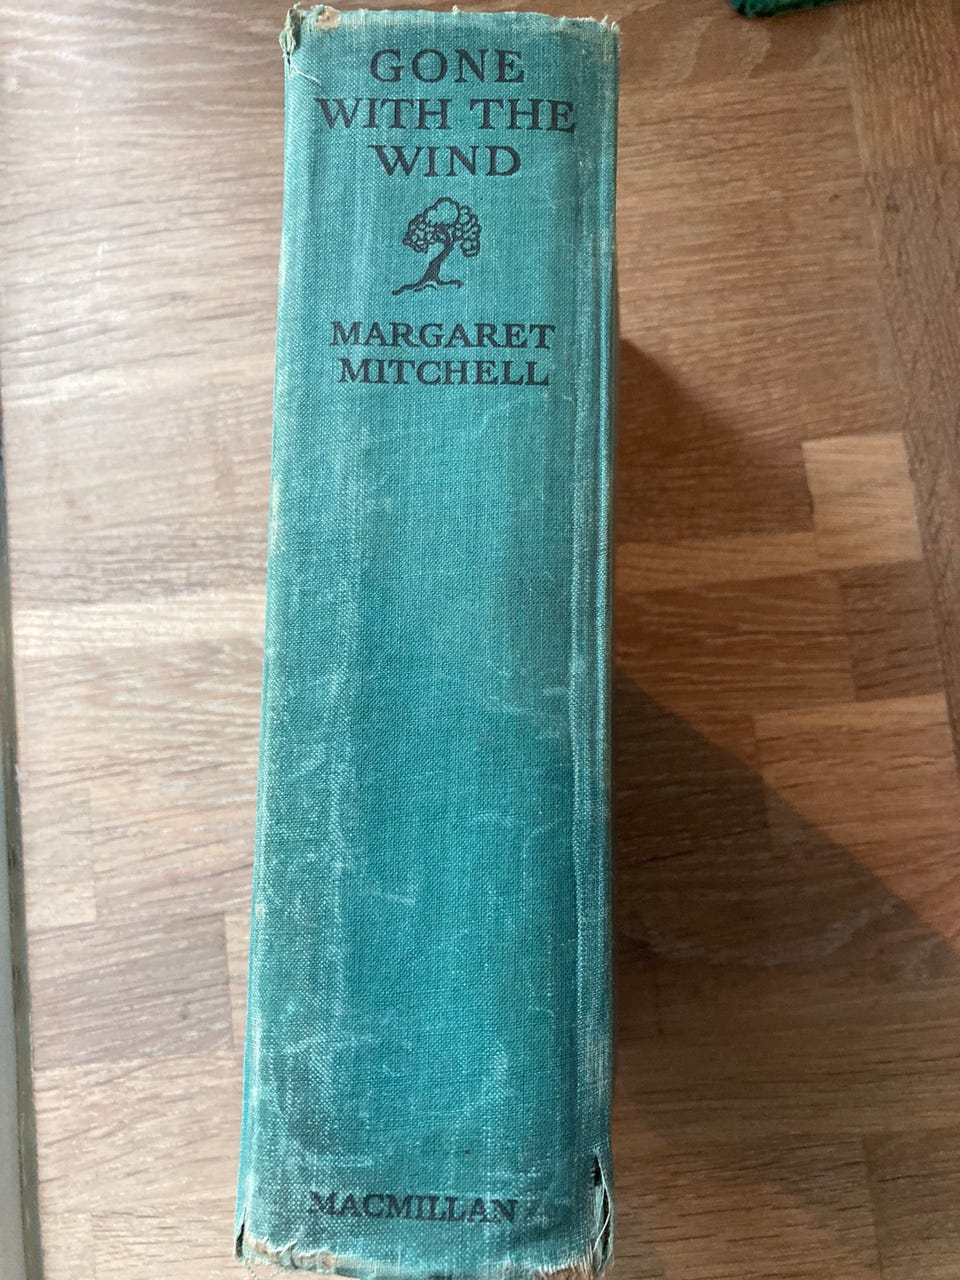 GONE
WITH THE
WIND
MARGARET
MITCHELL
MACMILLAN